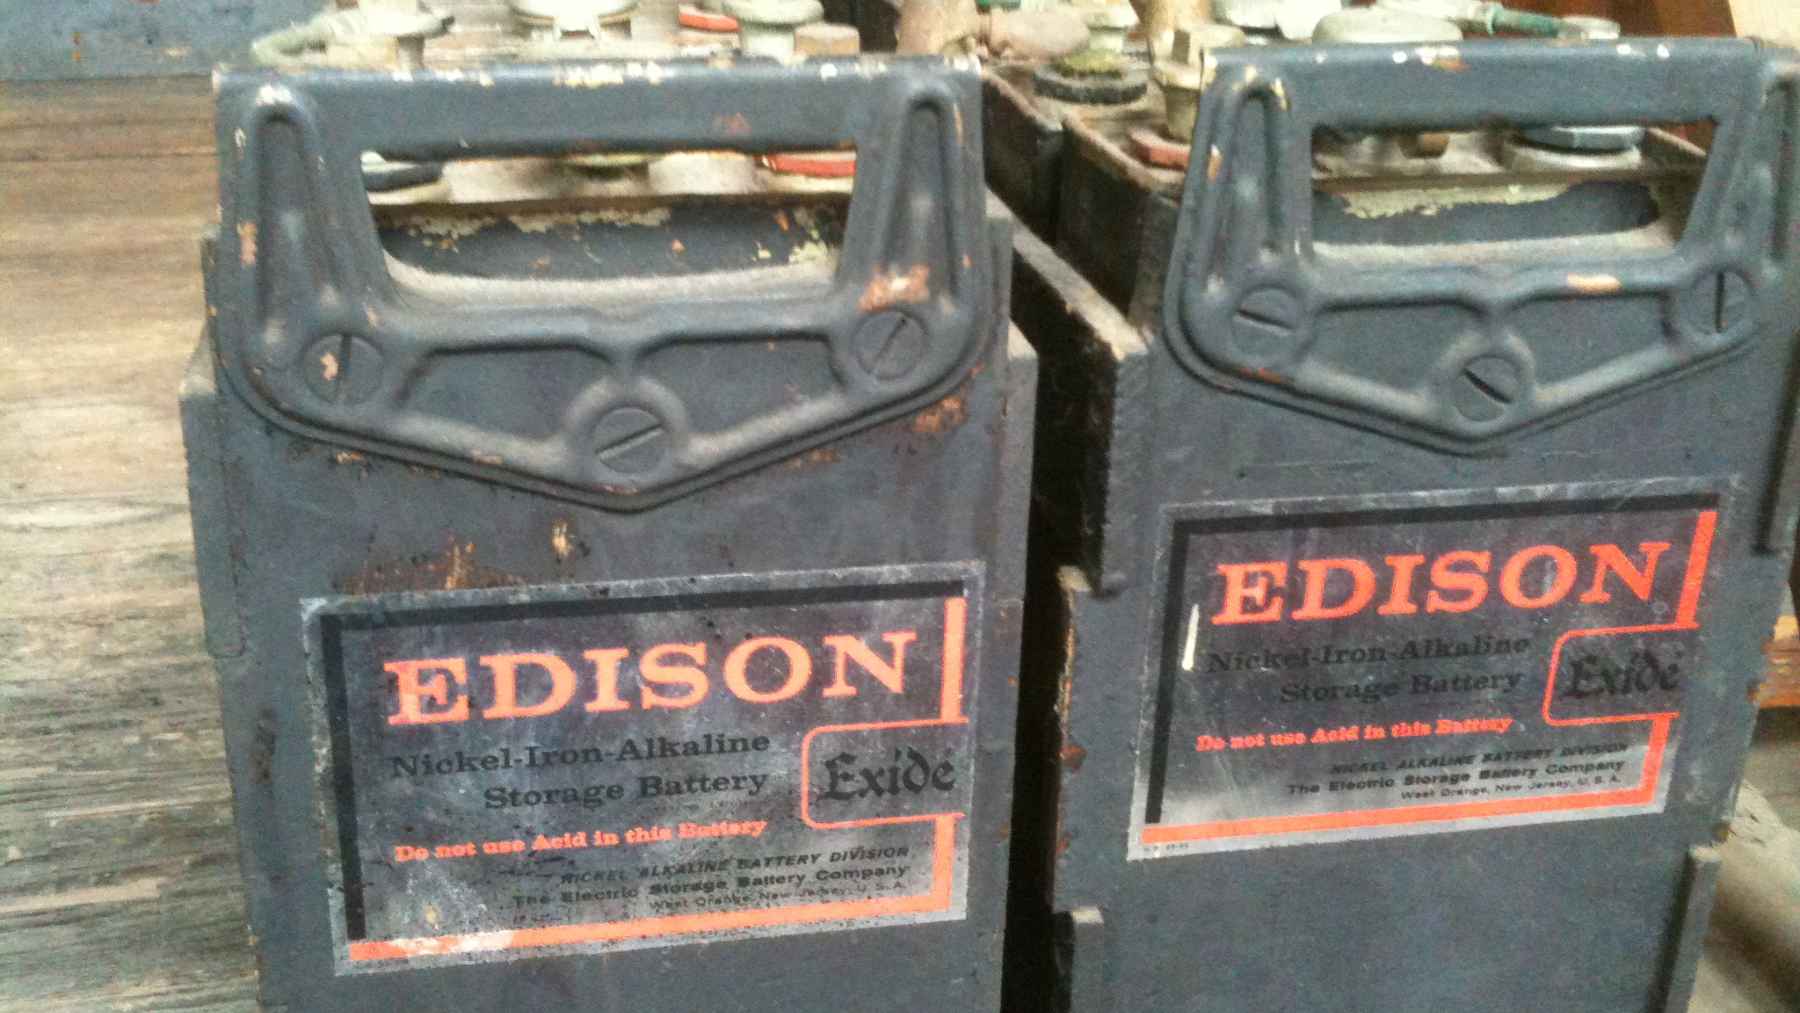 EDISON
Nickel-Iron-Alkaline
Storage Battery
Exide
Do not use Acid in this Battery
NICKEL ALKALINE BATTERY DIVISION
The Electric Storage Battery Company
West Orange, New Jersey, U.S.A.
EDISON
Nickel-Iron-Alkaline
Storage Battery
Exide
Do not use Acid in this Battery
NICKEL ALKALINE BATTERY DIVISION
The Electric Storage Battery Company
West Orange, New Jersey, U.S.A.